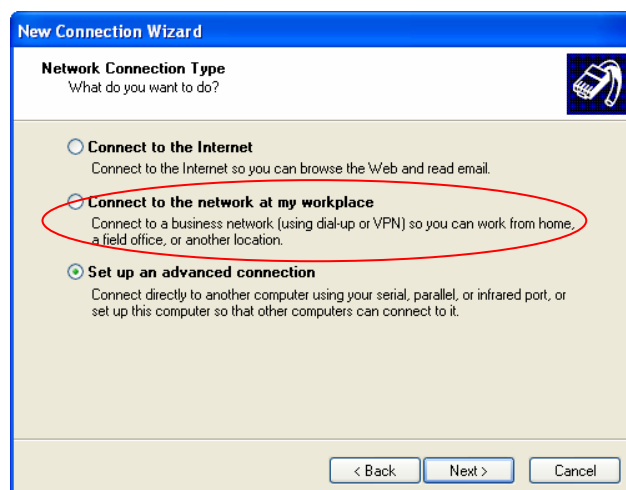 New Connection Wizard
Network Connection Type
What do you want to do?
Connect to the Internet
Connect to the Internet so you can browse the Web and read email.
Connect to the network at my workplace
Connect to a business network (using dial-up or VPN) so you can work from home,
a field office, or another location.
Set up an advanced connection
Connect directly to another computer using your serial, parallel, or infrared port, or
set up this computer so that other computers can connect to it.
< Back Next > Cancel